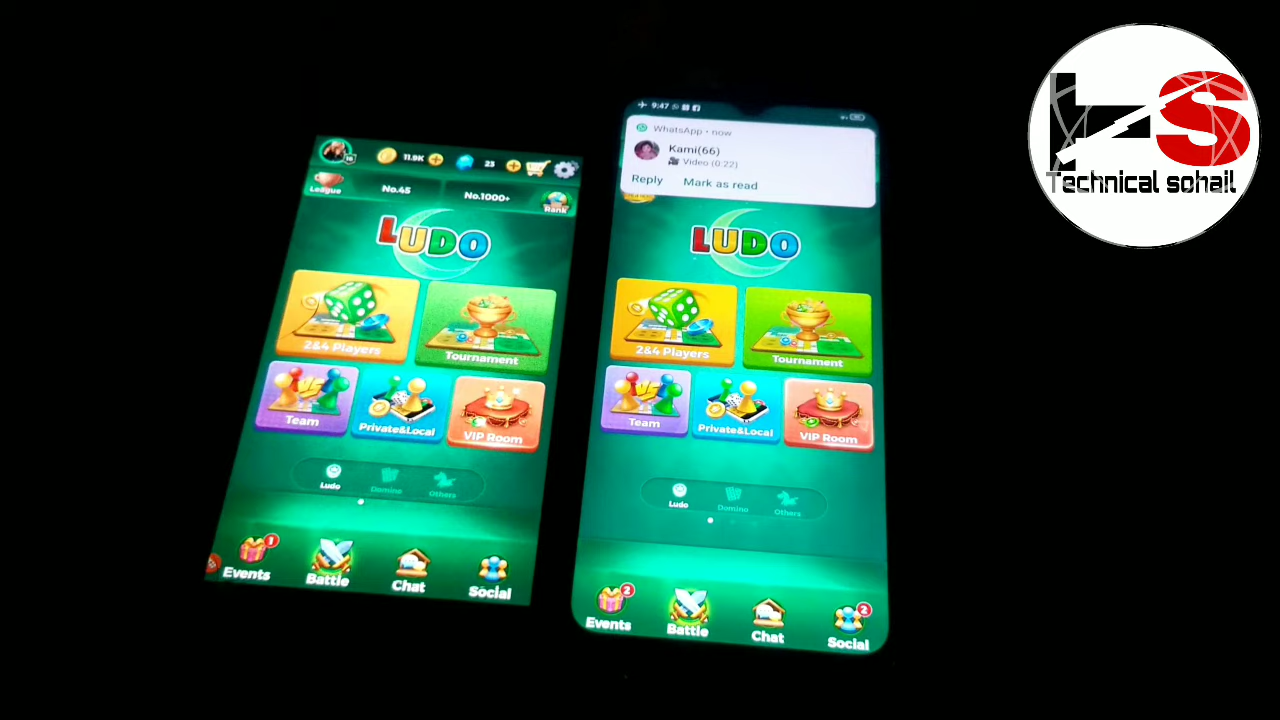 11.9K
23
League
No.45
No.1000+
Rank
LUDO
2&4 Players
Tournament
Team
Private&Local
VIP Room
Ludo
Domino
Others
1
Events
Battle
Chat
Social
9:47
WhatsApp • now
Kami(66)
Video (0:22)
Reply
Mark as read
LUDO
2&4 Players
Tournament
Team
Private&Local
VIP Room
Ludo
Domino
Others
2
2
Events
Battle
Chat
Social
S
Technical sohail